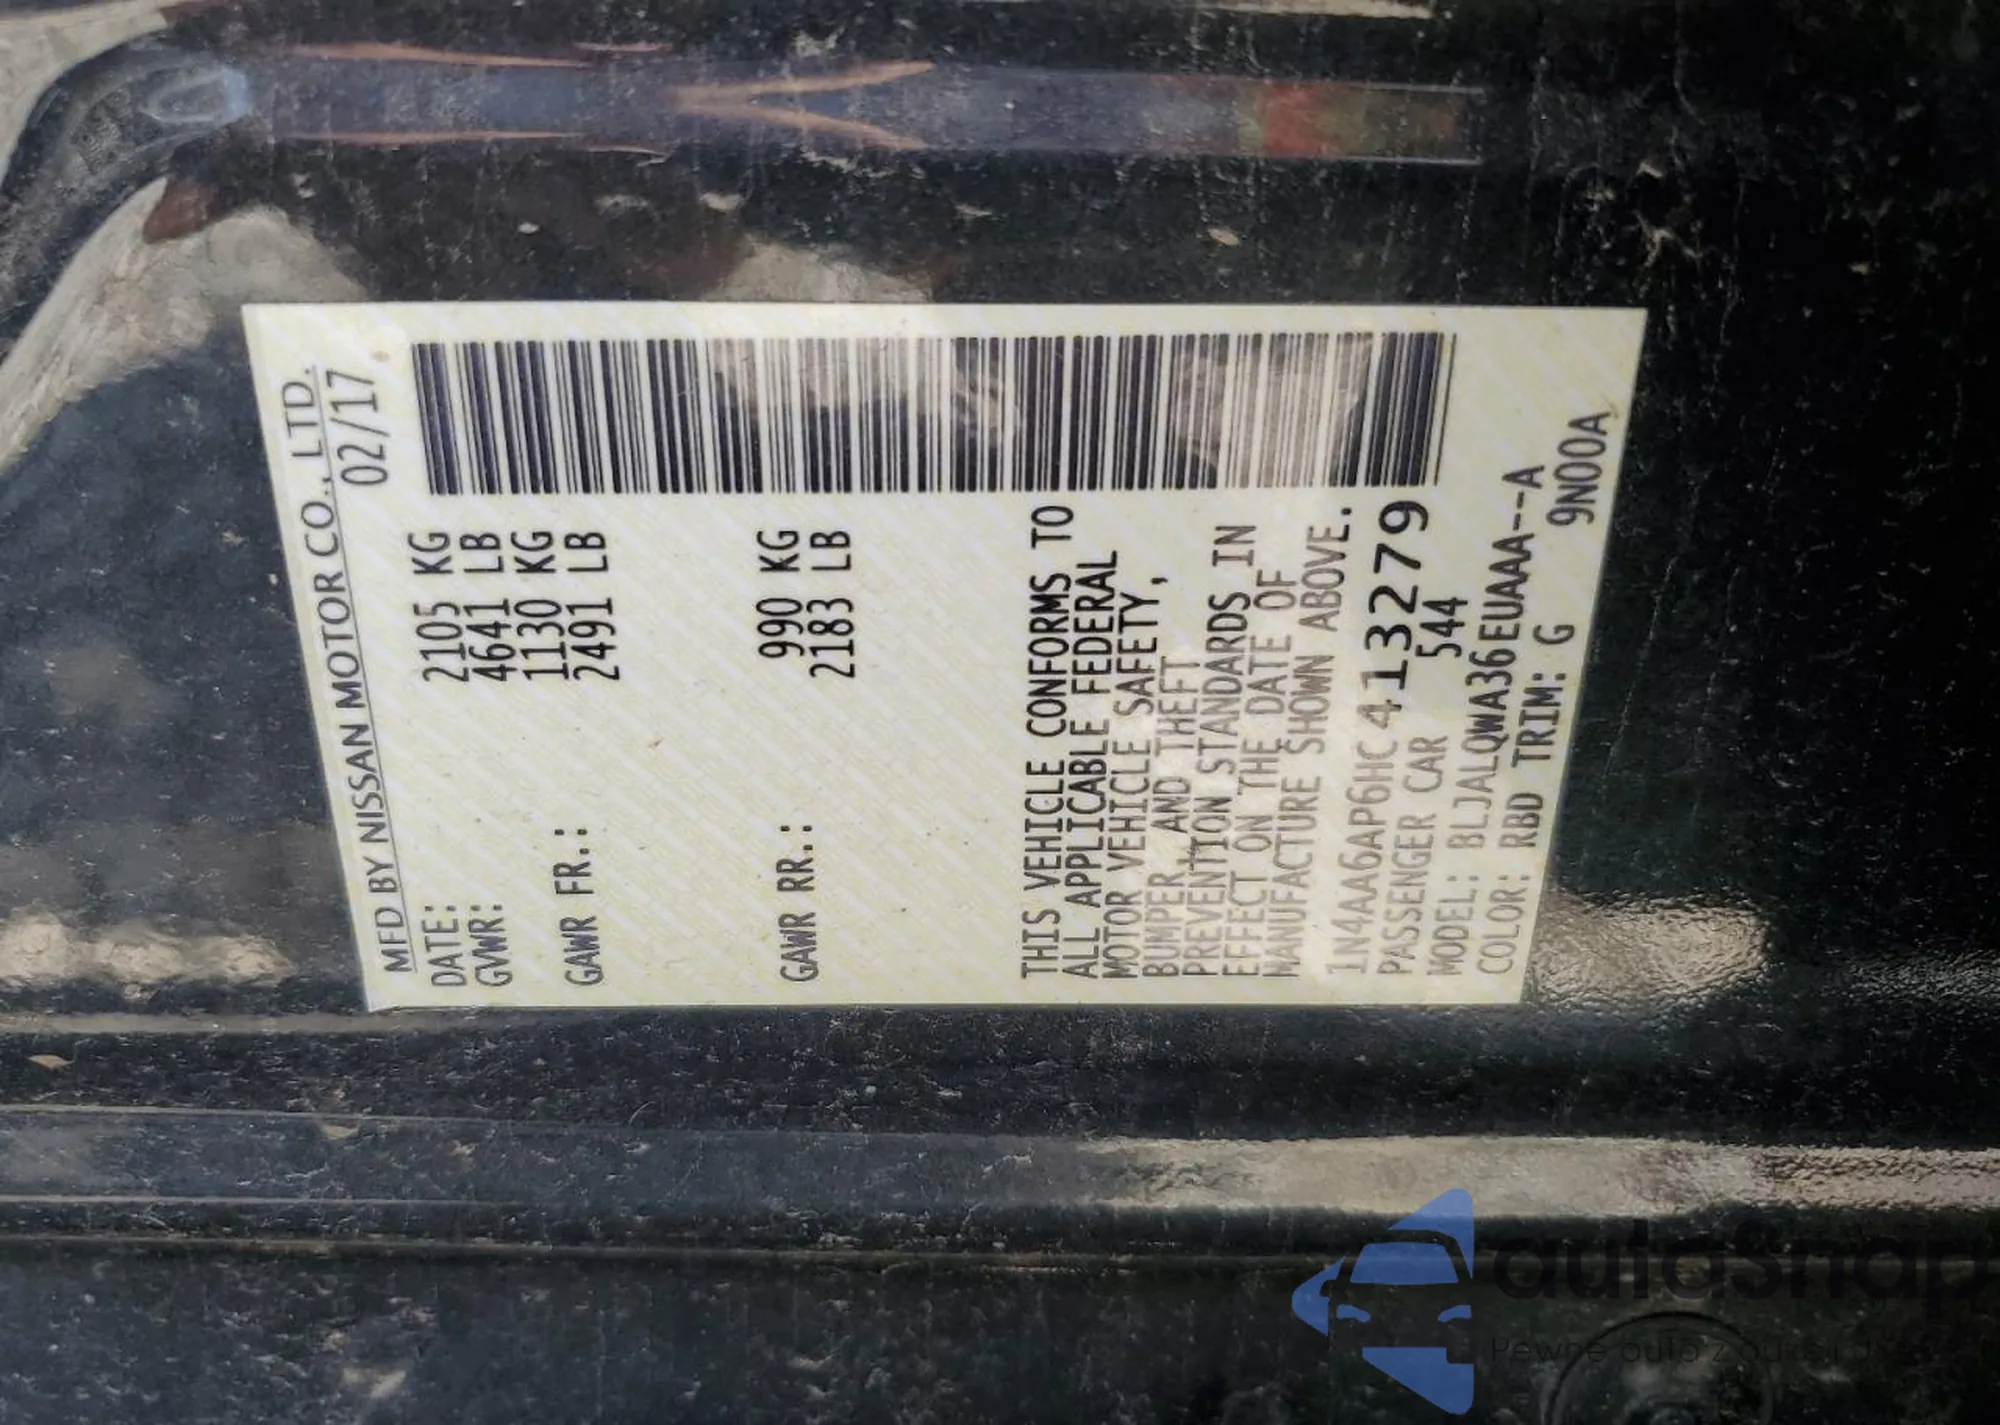 MFD BY NISSAN MOTOR CO., LTD.
DATE: 02/17
GVWR: 2105 KG
4641 LB
GAWR FR.: 1130 KG
2491 LB
GAWR RR.: 990 KG
2183 LB
THIS VEHICLE CONFORMS TO
ALL APPLICABLE FEDERAL
MOTOR VEHICLE SAFETY,
BUMPER, AND THEFT
PREVENTION STANDARDS IN
EFFECT ON THE DATE OF
MANUFACTURE SHOWN ABOVE.
1N4AA6AP6HC413279
PASSENGER CAR 544
MODEL: BLJALQWA36EUAAA--A
COLOR: RBD TRIM: G 9N00A
autoSnap
Pewne auto z